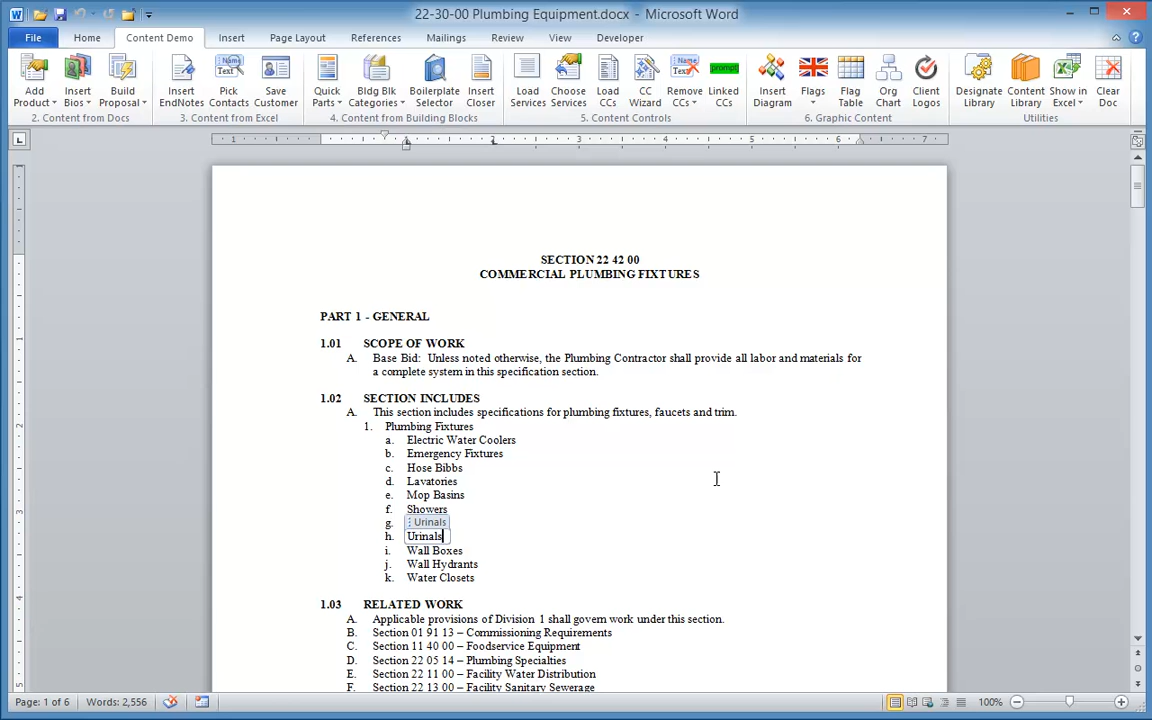 22-30-00 Plumbing Equipment.docx - Microsoft Word
File Home Content Demo Insert Page Layout References Mailings Review View Developer
Add Product Insert Bios Build Proposal Insert EndNotes Pick Contacts Save Customer Quick Parts Bldg Blk Categories Boilerplate Selector Insert Closer Load Services Choose Services Load CCs CC Wizard Remove CCs Linked CCs Insert Diagram Flags Flag Table Org Chart Client Logos Designate Library Content Library Show in Excel Clear Doc
2. Content from Docs 3. Content from Excel 4. Content from Building Blocks 5. Content Controls 6. Graphic Content Utilities
1 1 2 3 4 5 6 7
SECTION 22 42 00
COMMERCIAL PLUMBING FIXTURES
PART 1 - GENERAL
1.01 SCOPE OF WORK
A. Base Bid: Unless noted otherwise, the Plumbing Contractor shall provide all labor and materials for
a complete system in this specification section.
1.02 SECTION INCLUDES
A. This section includes specifications for plumbing fixtures, faucets and trim.
1. Plumbing Fixtures
a. Electric Water Coolers
b. Emergency Fixtures
c. Hose Bibbs
d. Lavatories
e. Mop Basins
f. Showers
g. Urinals
h. Urinals
i. Wall Boxes
j. Wall Hydrants
k. Water Closets
1.03 RELATED WORK
A. Applicable provisions of Division 1 shall govern work under this section.
B. Section 01 91 13 – Commissioning Requirements
C. Section 11 40 00 – Foodservice Equipment
D. Section 22 05 14 – Plumbing Specialties
E. Section 22 11 00 – Facility Water Distribution
F. Section 22 13 00 – Facility Sanitary Sewerage
Page: 1 of 6 Words: 2,556 100%